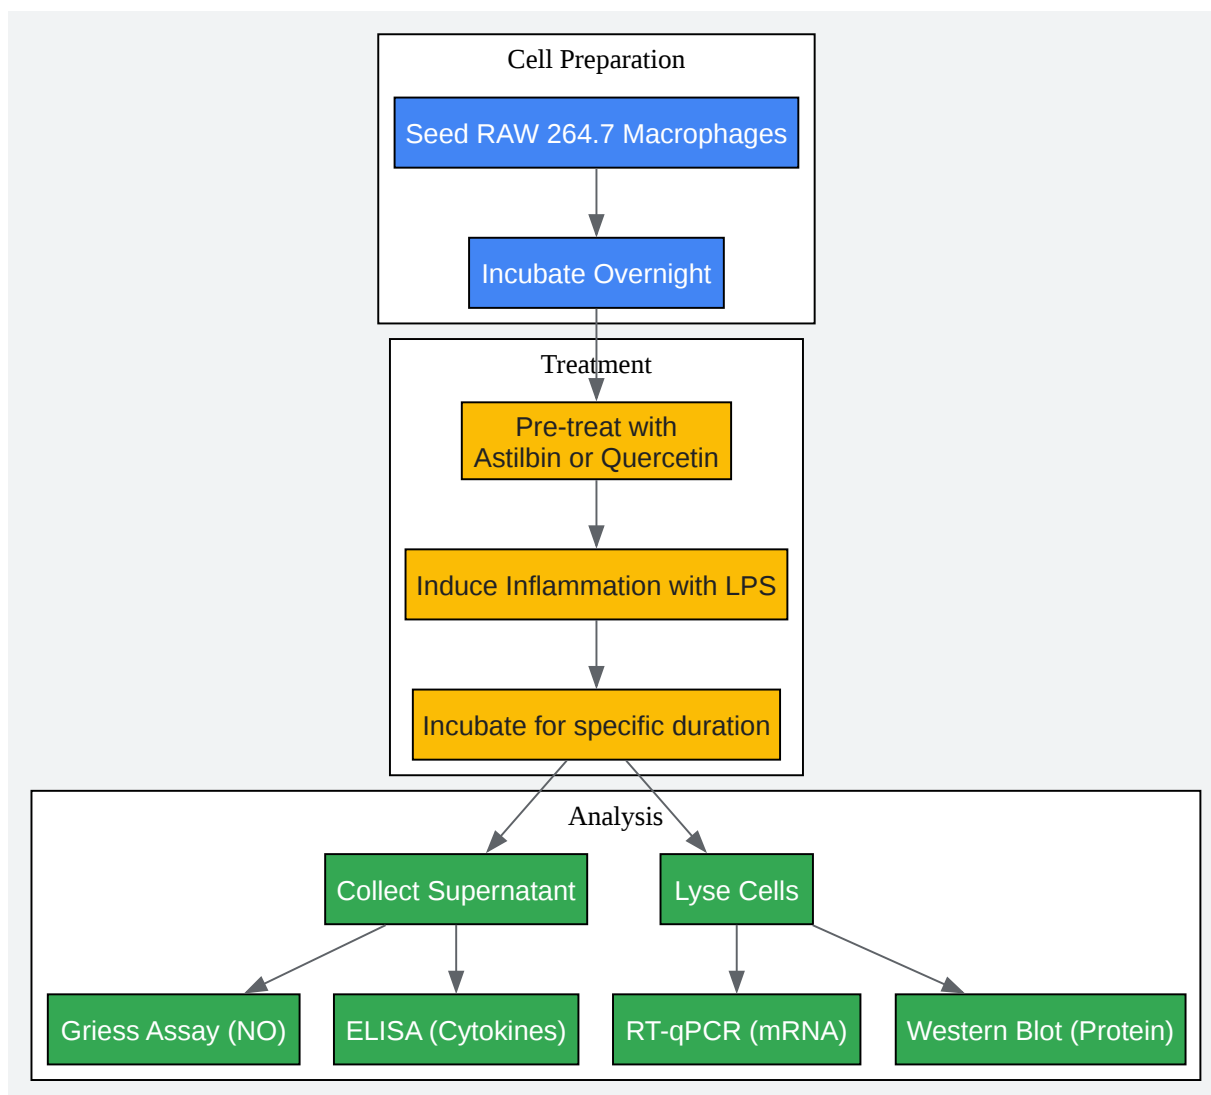 Cell Preparation
Seed RAW 264.7 Macrophages
Incubate Overnight
Treatment
Pre-treat with
Astilbin or Quercetin
Induce Inflammation with LPS
Incubate for specific duration
Analysis
Collect Supernatant
Lyse Cells
Griess Assay (NO)
ELISA (Cytokines)
RT-qPCR (mRNA)
Western Blot (Protein)